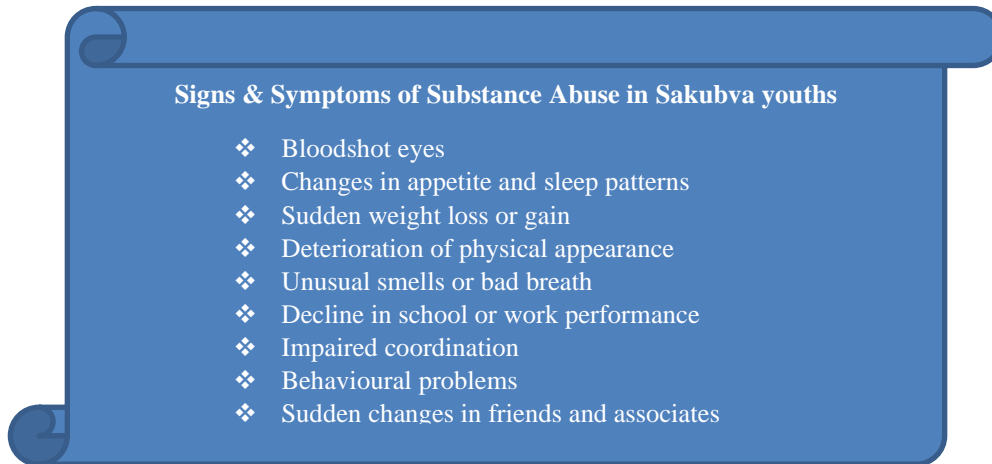 Signs & Symptoms of Substance Abuse in Sakubva youths
❖ Bloodshot eyes
❖ Changes in appetite and sleep patterns
❖ Sudden weight loss or gain
❖ Deterioration of physical appearance
❖ Unusual smells or bad breath
❖ Decline in school or work performance
❖ Impaired coordination
❖ Behavioural problems
❖ Sudden changes in friends and associates